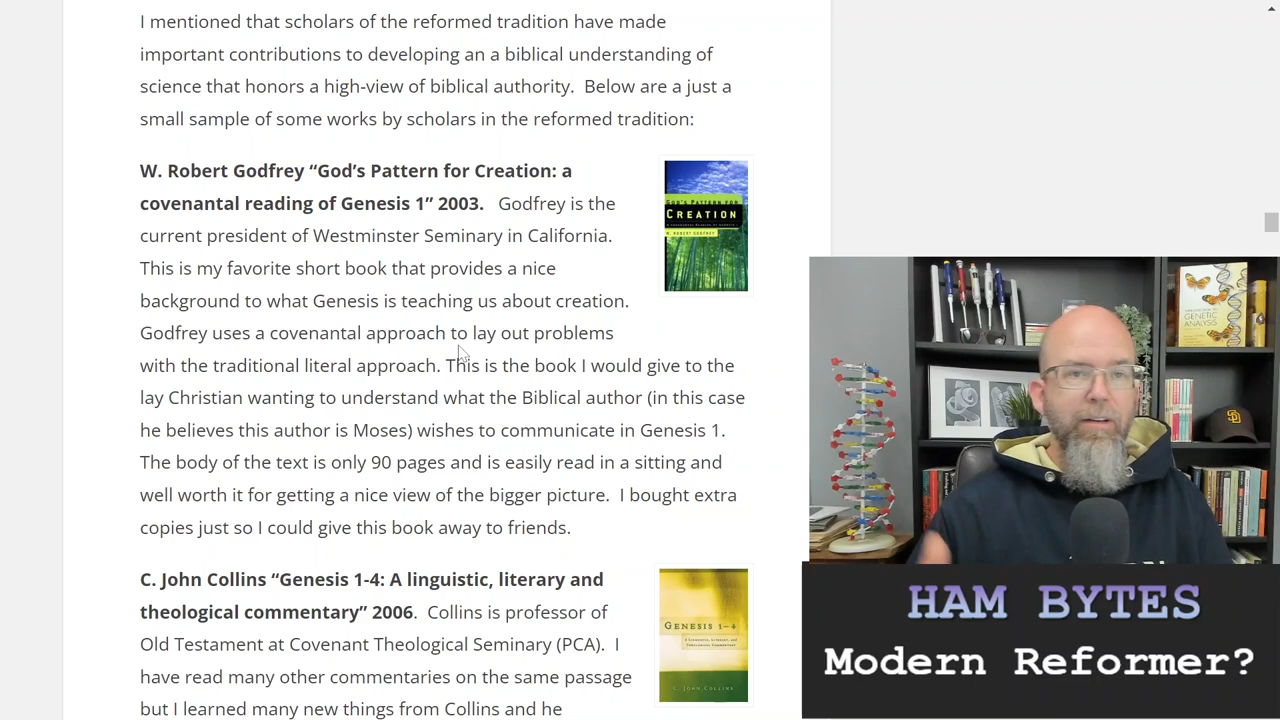 I mentioned that scholars of the reformed tradition have made
important contributions to developing an a biblical understanding of
science that honors a high-view of biblical authority.  Below are a just a
small sample of some works by scholars in the reformed tradition:
W. Robert Godfrey “God’s Pattern for Creation: a
covenantal reading of Genesis 1” 2003.   Godfrey is the
current president of Westminster Seminary in California.
This is my favorite short book that provides a nice
background to what Genesis is teaching us about creation.
Godfrey uses a covenantal approach to lay out problems
with the traditional literal approach. This is the book I would give to the
lay Christian wanting to understand what the Biblical author (in this case
he believes this author is Moses) wishes to communicate in Genesis 1.
The body of the text is only 90 pages and is easily read in a sitting and
well worth it for getting a nice view of the bigger picture.  I bought extra
copies just so I could give this book away to friends.
GOD'S PATTERN FOR
CREATION
W. ROBERT GODFREY
C. John Collins “Genesis 1-4: A linguistic, literary and
theological commentary” 2006.  Collins is professor of
Old Testament at Covenant Theological Seminary (PCA).  I
have read many other commentaries on the same passage
but I learned many new things from Collins and he
GENESIS 1–4
C. JOHN COLLINS
GENETIC
ANALYSIS
SD
HAM BYTES
Modern Reformer?